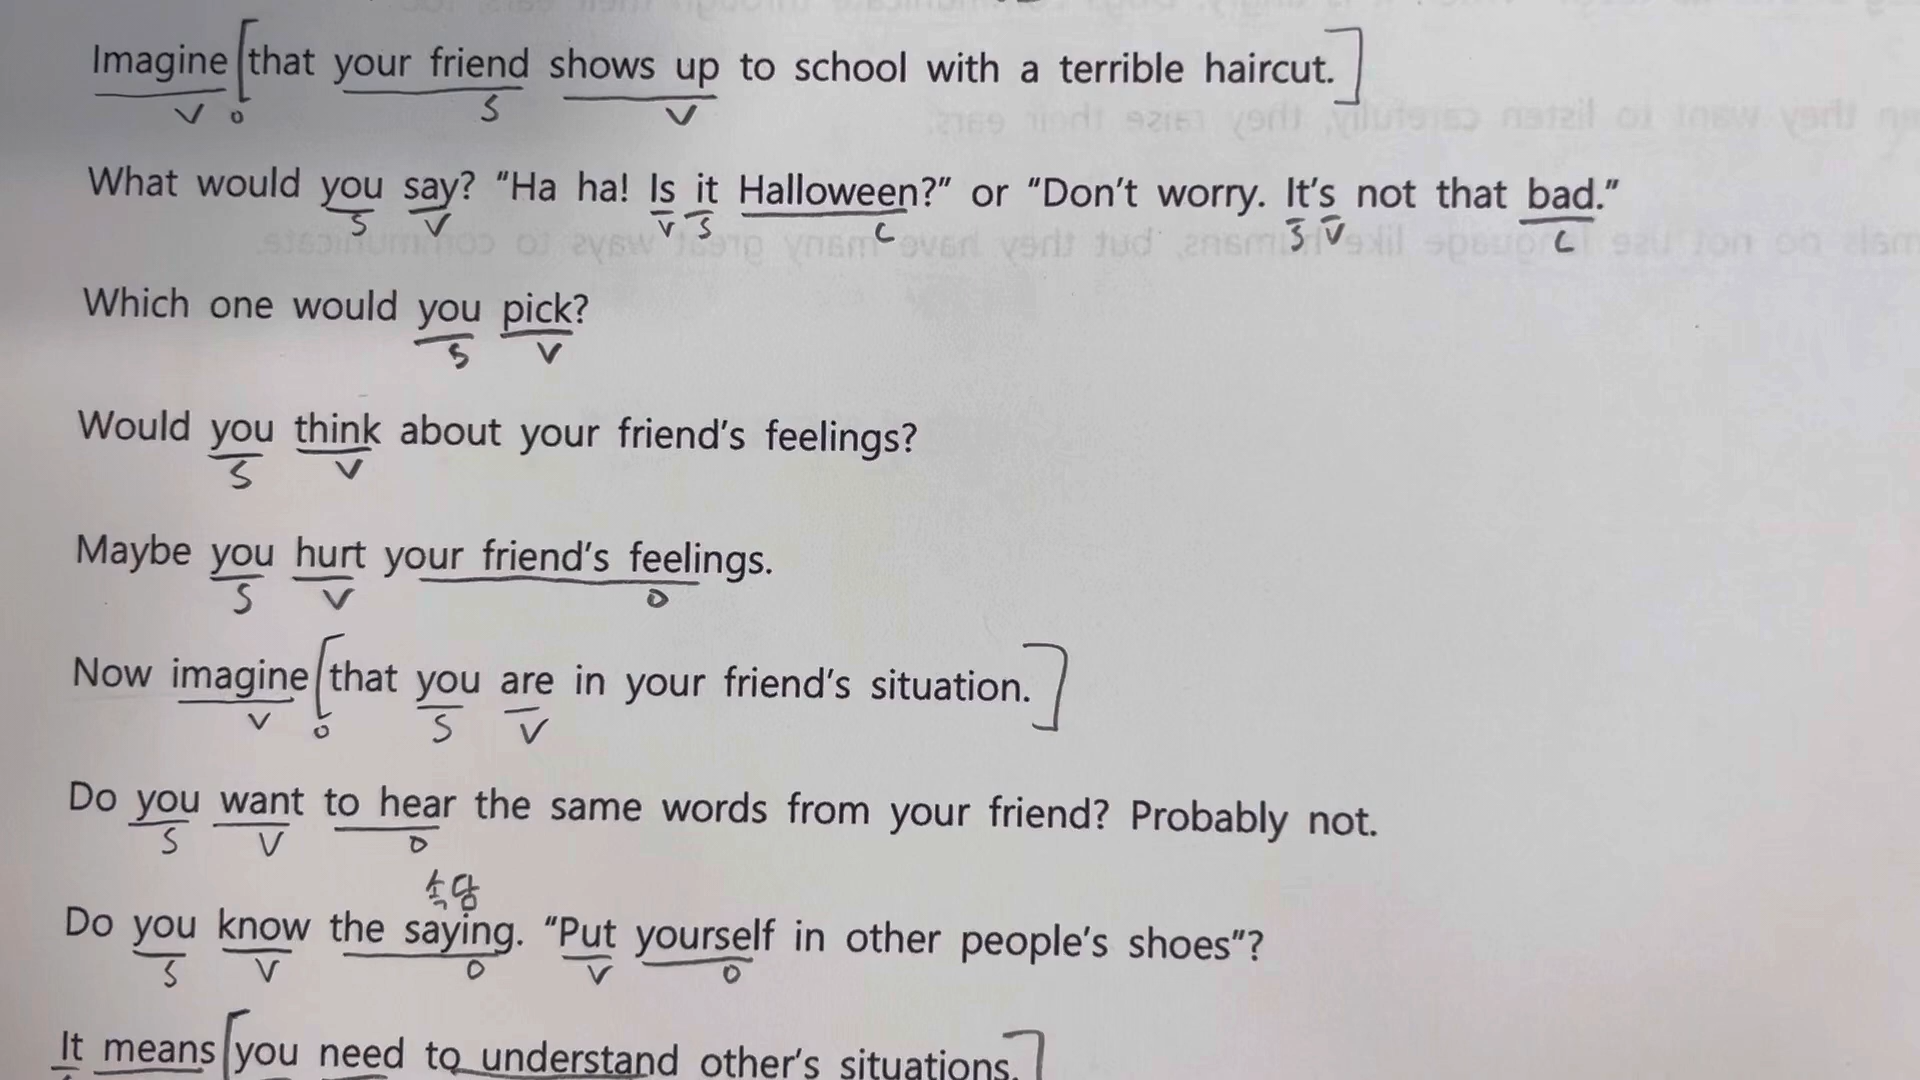 Imagine [that your friend shows up to school with a terrible haircut.]
V O S V
What would you say? "Ha ha! Is it Halloween?" or "Don't worry. It's not that bad."
S V V S C S V C
Which one would you pick?
S V
Would you think about your friend's feelings?
S V
Maybe you hurt your friend's feelings.
S V O
Now imagine [that you are in your friend's situation.]
V O S V
Do you want to hear the same words from your friend? Probably not.
S V O
속담
Do you know the saying. "Put yourself in other people's shoes"?
S V O V O
It means [you need to understand other's situations.]